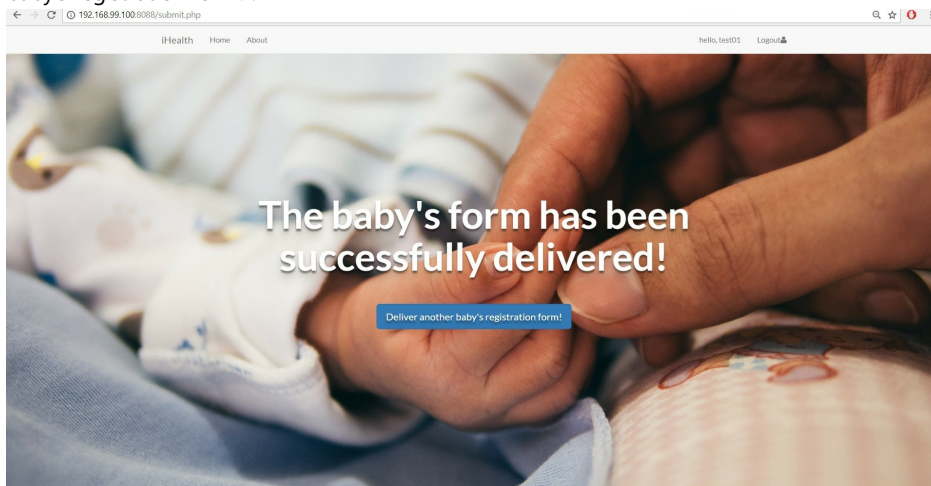 192.168.99.100:8088/submit.php
iHealth Home About hello, test01 Logout
The baby's form has been
successfully delivered!
Deliver another baby's registration form!